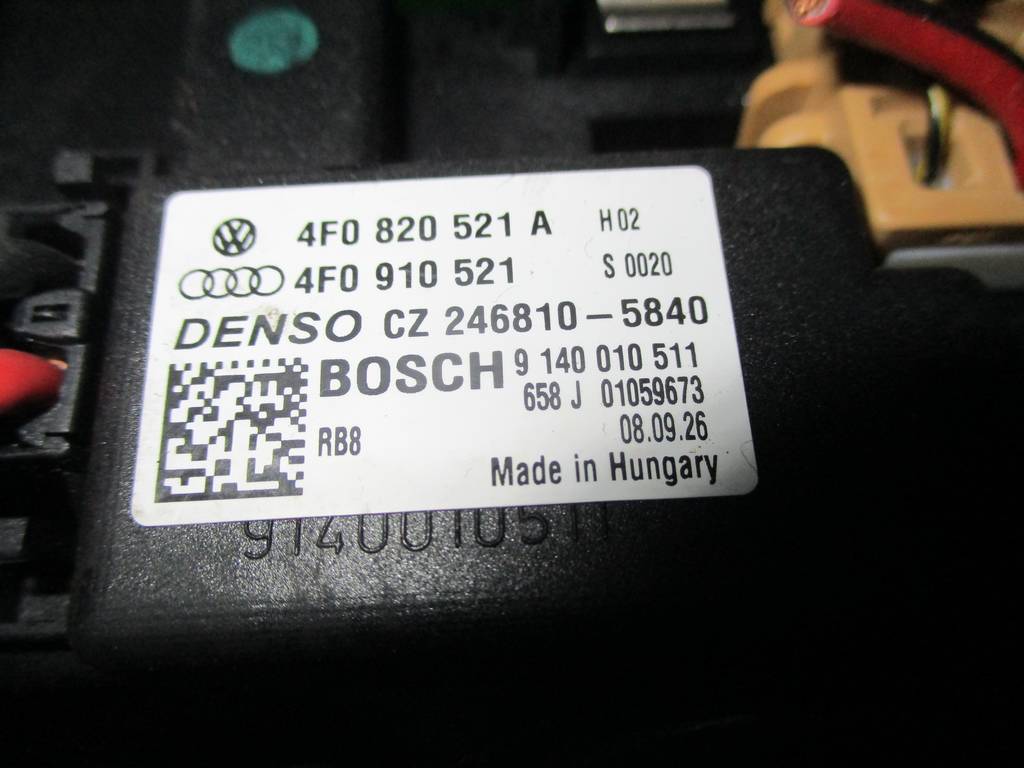 4F0 820 521 A H02
4F0 910 521 S 0020
DENSO CZ 246810-5840
BOSCH 9 140 010 511
658 J 01059673
RB8 08.09.26
Made in Hungary
9140010511